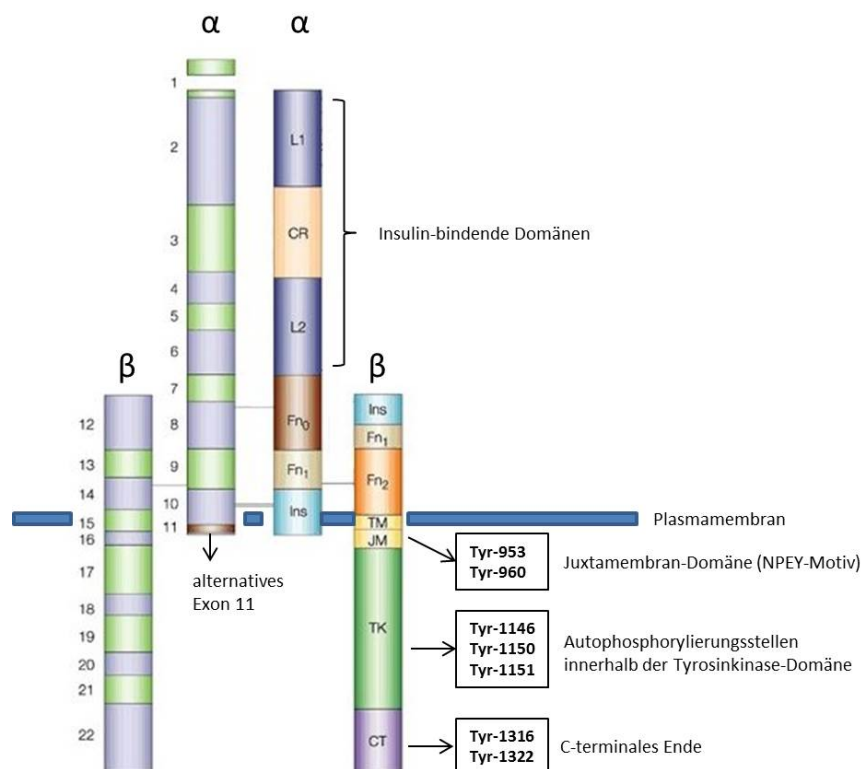 α
α
1
2
3
4
5
6
7
8
9
10
11
L1
CR
L2
Fn0
Fn1
Ins
Insulin-bindende Domänen
β
β
12
13
14
15
16
17
18
19
20
21
22
Ins
Fn1
Fn2
TM
JM
TK
CT
Plasmamembran
alternatives
Exon 11
Tyr-953
Tyr-960
Juxtamembran-Domäne (NPEY-Motiv)
Tyr-1146
Tyr-1150
Tyr-1151
Autophosphorylierungsstellen
innerhalb der Tyrosinkinase-Domäne
Tyr-1316
Tyr-1322
C-terminales Ende